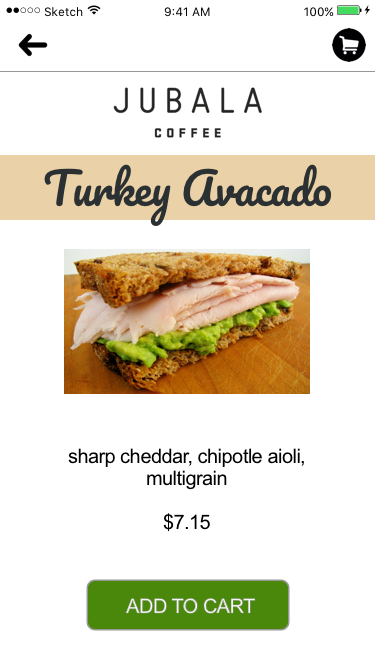 Sketch 9:41 AM 100%
JUBALA
COFFEE
Turkey Avacado
sharp cheddar, chipotle aioli,
multigrain
$7.15
ADD TO CART